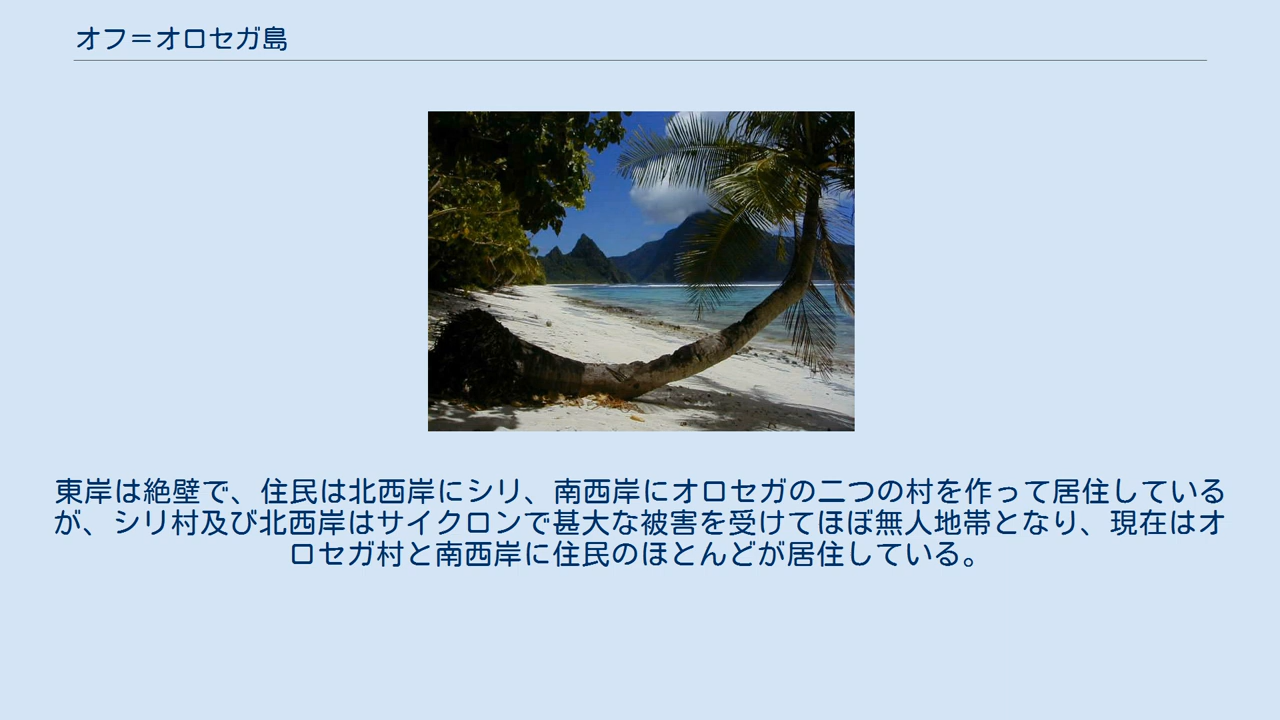 オフ＝オロセガ島
東岸は絶壁で、住民は北西岸にシリ、南西岸にオロセガの二つの村を作って居住している
が、シリ村及び北西岸はサイクロンで甚大な被害を受けてほぼ無人地帯となり、現在はオ
ロセガ村と南西岸に住民のほとんどが居住している。